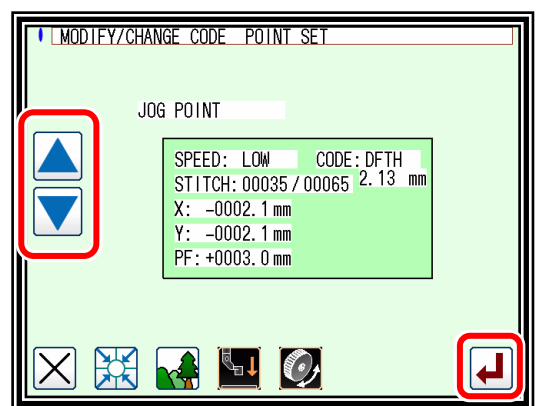 MODIFY/CHANGE CODE POINT SET
JOG POINT
SPEED: LOW CODE: DFTH
STITCH: 00035/00065 2.13 mm
X: -0002.1mm
Y: -0002.1mm
PF: +0003.0mm